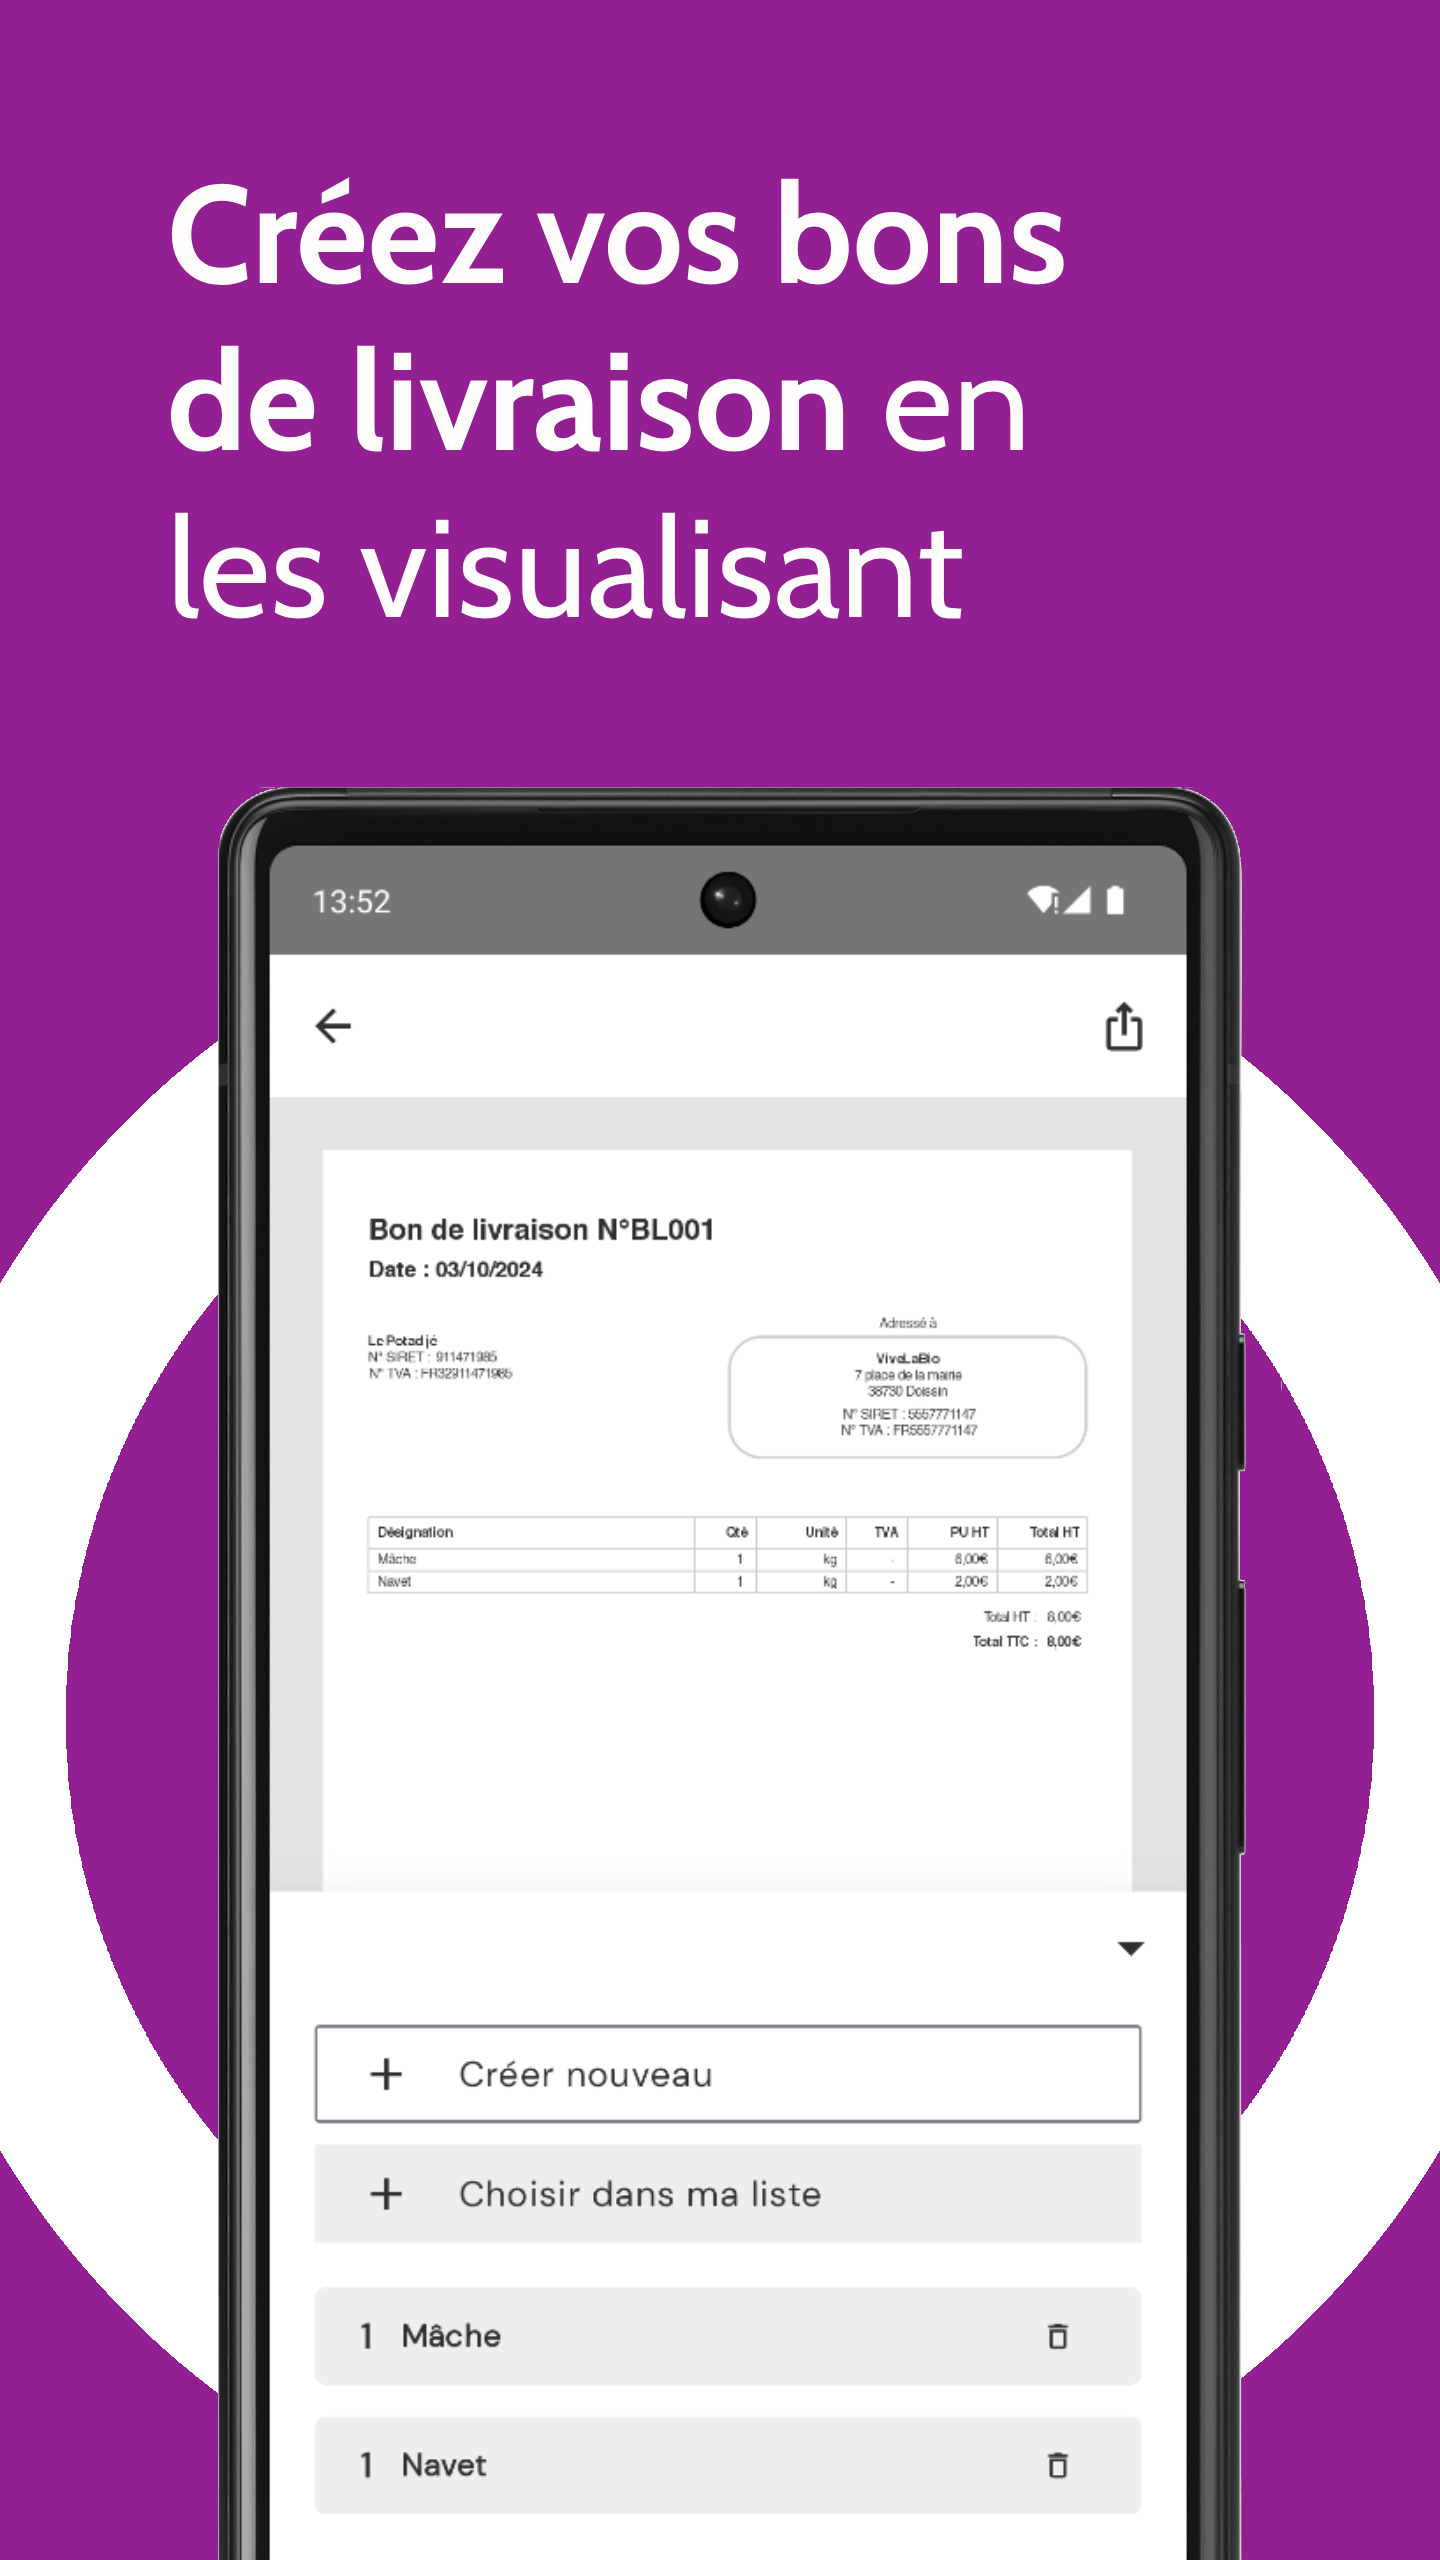 Créez vos bons
de livraison en
les visualisant
13:52
Bon de livraison N°BL001
Date : 03/10/2024
Adressé à
Le Potadjé
N° SIRET : 911471985
N° TVA : FR32911471985
ViveLaBio
7 place de la mairie
38730 Doissin
N° SIRET : 5557771147
N° TVA : FR5557771147
Désignation Qté Unité TVA PU HT Total HT
Mâche 1 kg - 6,00€ 6,00€
Navet 1 kg - 2,00€ 2,00€
Total HT : 8,00€
Total TTC : 8,00€
+ Créer nouveau
+ Choisir dans ma liste
1 Mâche
1 Navet